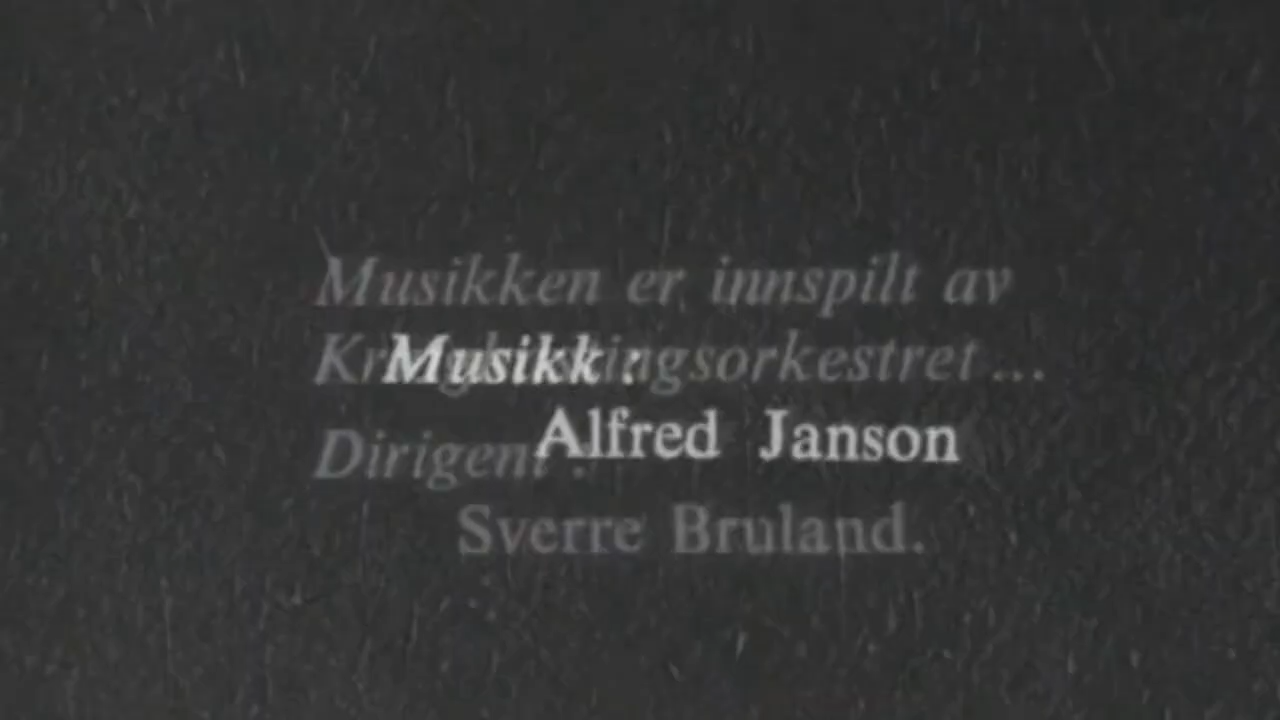 Musikken er innspilt av
Musikk :
Alfred Janson
Dirigent :
Sverre Bruland.